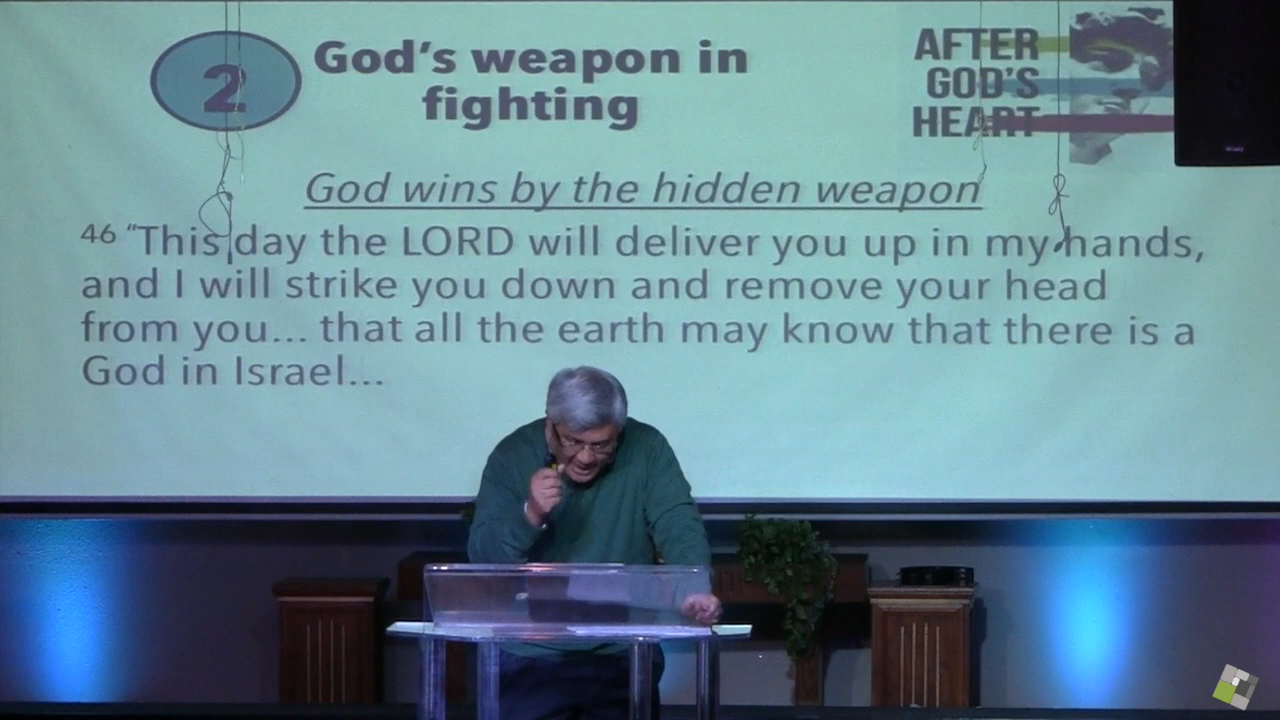 2
God's weapon in
fighting
AFTER
GOD'S
HEART
God wins by the hidden weapon
46 "This day the LORD will deliver you up in my hands,
and I will strike you down and remove your head
from you... that all the earth may know that there is a
God in Israel...